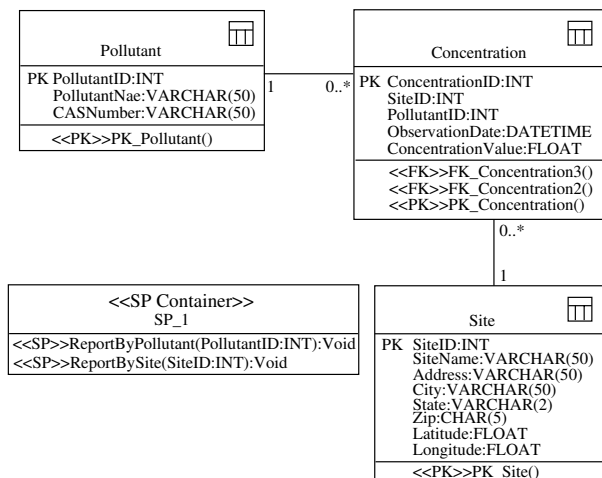 Pollutant
PK PollutantID:INT
PollutantNae:VARCHAR(50)
CASNumber:VARCHAR(50)
<<PK>>PK_Pollutant()
1
0..*
Concentration
PK ConcentrationID:INT
SiteID:INT
PollutantID:INT
ObservationDate:DATETIME
ConcentrationValue:FLOAT
<<FK>>FK_Concentration3()
<<FK>>FK_Concentration2()
<<PK>>PK_Concentration()
0..*
1
<<SP Container>>
SP_1
<<SP>>ReportByPollutant(PollutantID:INT):Void
<<SP>>ReportBySite(SiteID:INT):Void
Site
PK SiteID:INT
SiteName:VARCHAR(50)
Address:VARCHAR(50)
City:VARCHAR(50)
State:VARCHAR(2)
Zip:CHAR(5)
Latitude:FLOAT
Longitude:FLOAT
<<PK>>PK_Site()